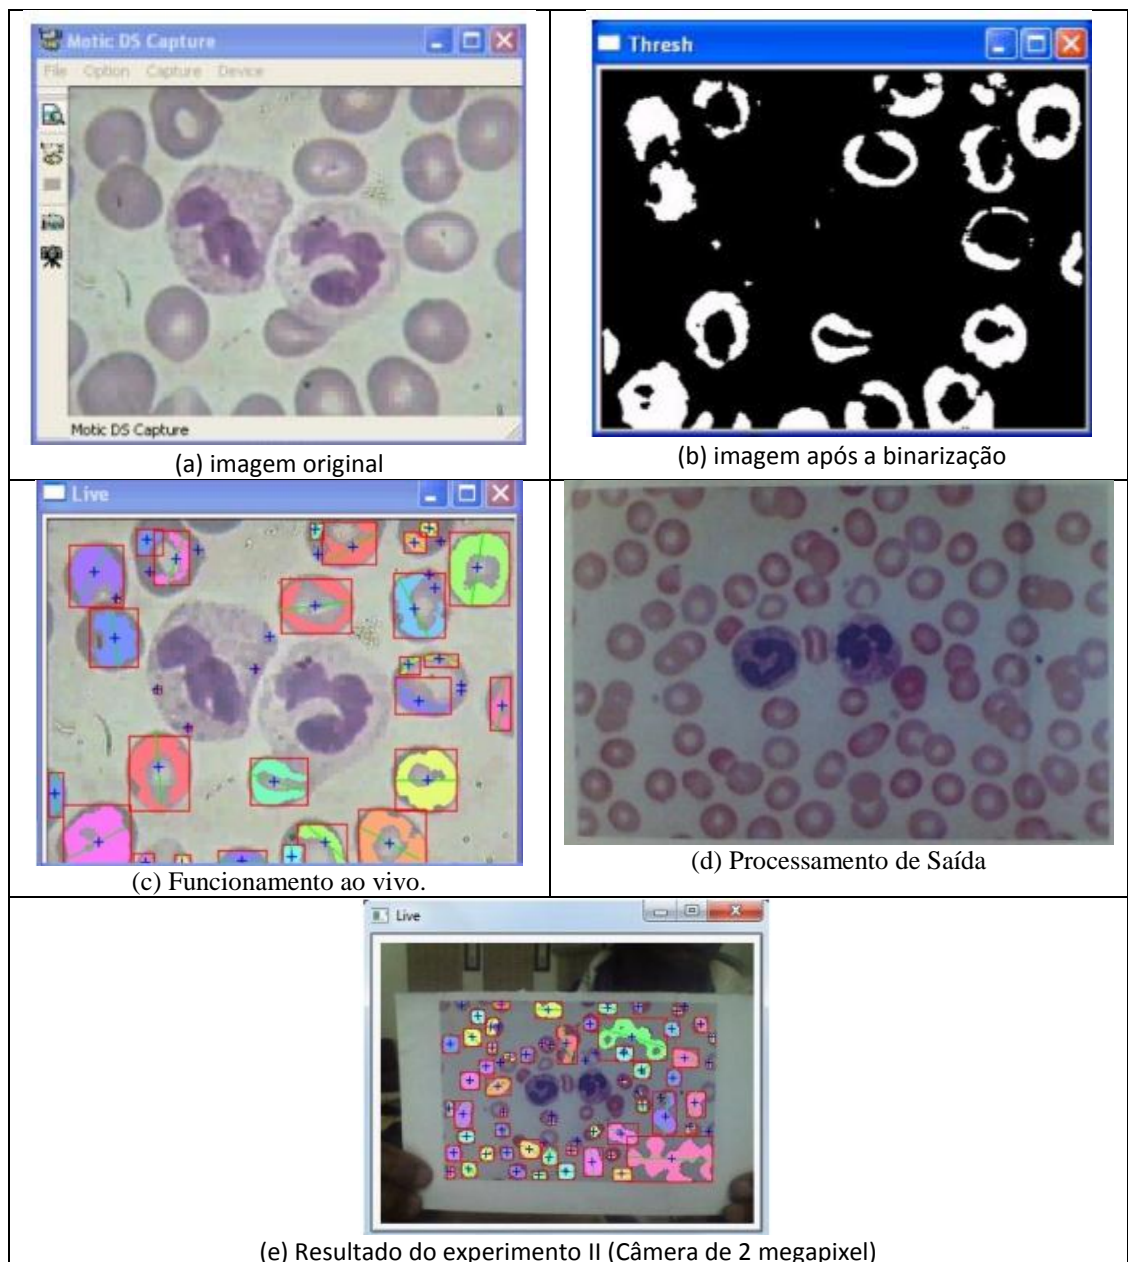 Motic DS Capture
File Option Capture Device
Motic DS Capture
(a) imagem original
Thresh
(b) imagem após a binarização
Live
(c) Funcionamento ao vivo.
(d) Processamento de Saída
Live
(e) Resultado do experimento II (Câmera de 2 megapixel)